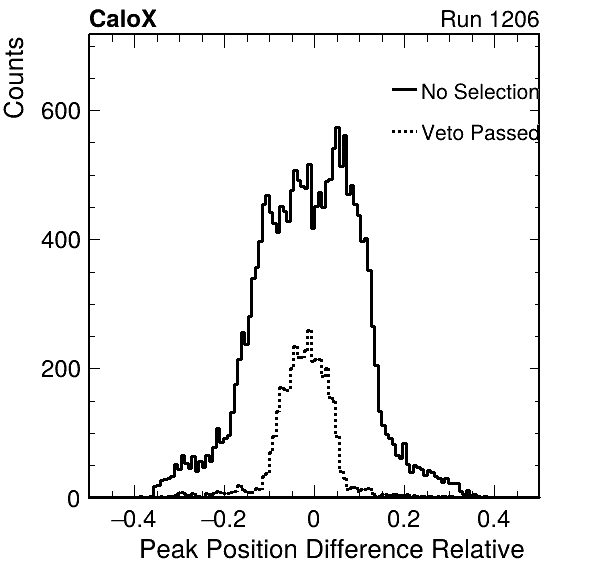 CaloX Run 1206
Counts
No Selection
Veto Passed
600
400
200
0
−0.4 −0.2 0 0.2 0.4
Peak Position Difference Relative